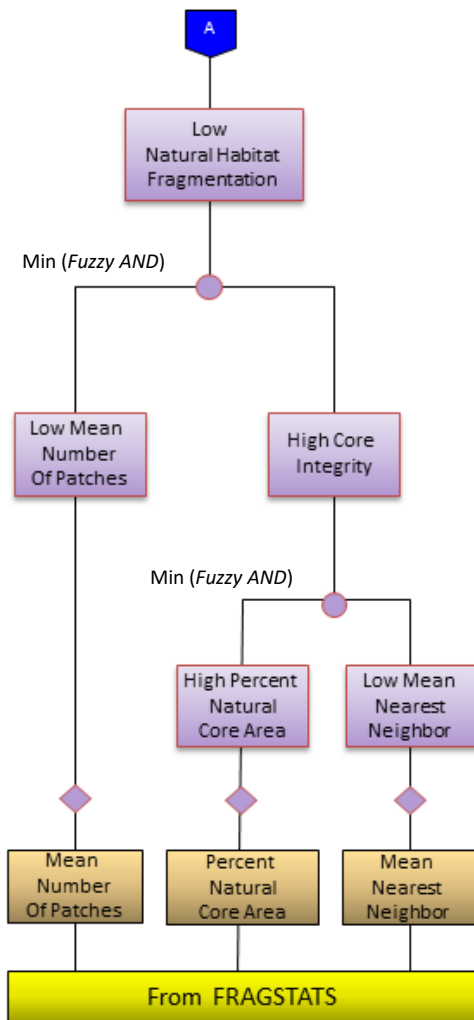 A
Low
Natural Habitat
Fragmentation
Min (Fuzzy AND)
Low Mean
Number
Of Patches
High Core
Integrity
Min (Fuzzy AND)
High Percent
Natural
Core Area
Low Mean
Nearest
Neighbor
Mean
Number
Of Patches
Percent
Natural
Core Area
Mean
Nearest
Neighbor
From FRAGSTATS